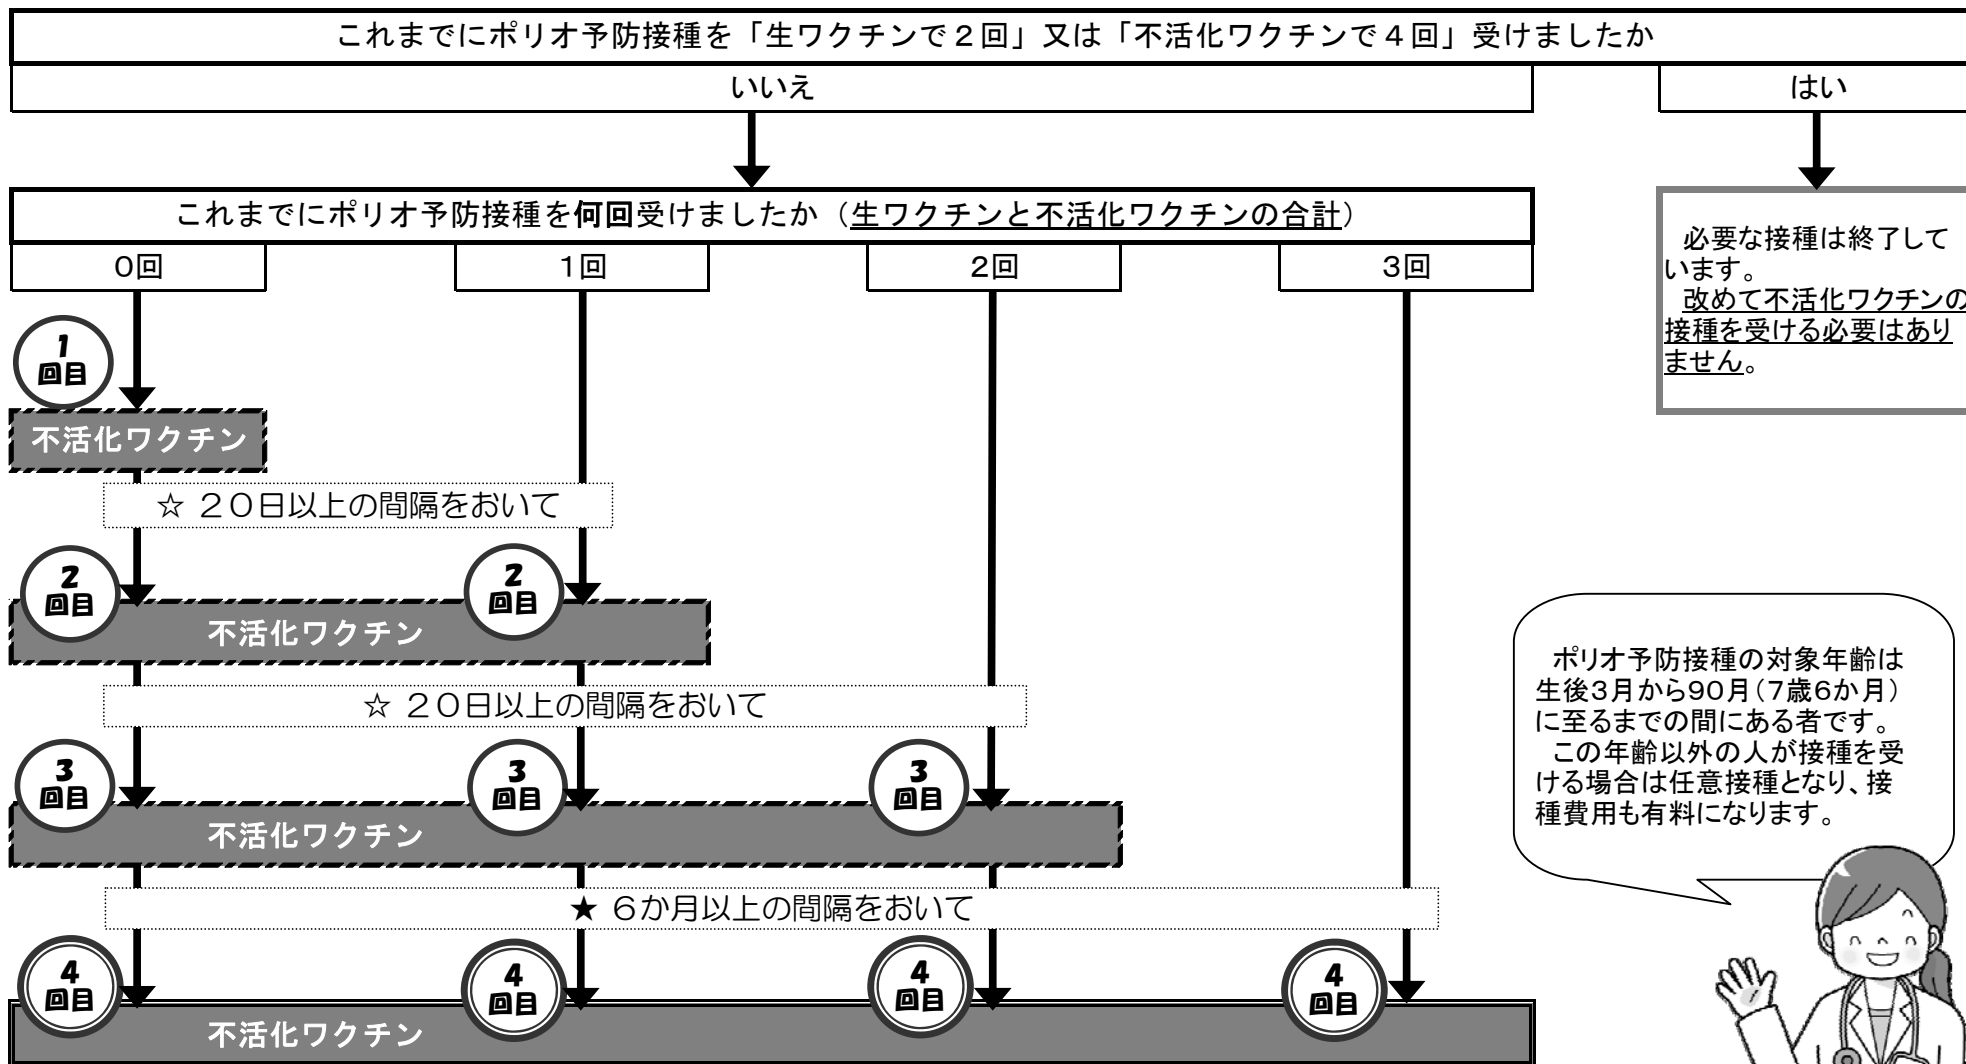 これまでにポリオ予防接種を「生ワクチンで２回」又は「不活化ワクチンで４回」受けましたか
いいえ
はい
これまでにポリオ予防接種を何回受けましたか（生ワクチンと不活化ワクチンの合計）
0回
1回
2回
3回
必要な接種は終了して
います。
改めて不活化ワクチンの
接種を受ける必要はあり
ません。
1
回目
不活化ワクチン
☆ ２０日以上の間隔をおいて
2
回目
2
回目
不活化ワクチン
☆ ２０日以上の間隔をおいて
3
回目
3
回目
3
回目
不活化ワクチン
★ ６か月以上の間隔をおいて
4
回目
4
回目
4
回目
4
回目
不活化ワクチン
ポリオ予防接種の対象年齢は
生後3月から90月（7歳6か月）
に至るまでの間にある者です。
この年齢以外の人が接種を受
ける場合は任意接種となり、接
種費用も有料になります。